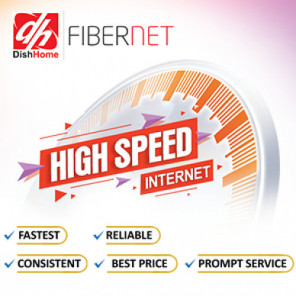 dh
DishHome
FIBERNET
HIGH SPEED
INTERNET
FASTEST
RELIABLE
CONSISTENT
BEST PRICE
PROMPT SERVICE